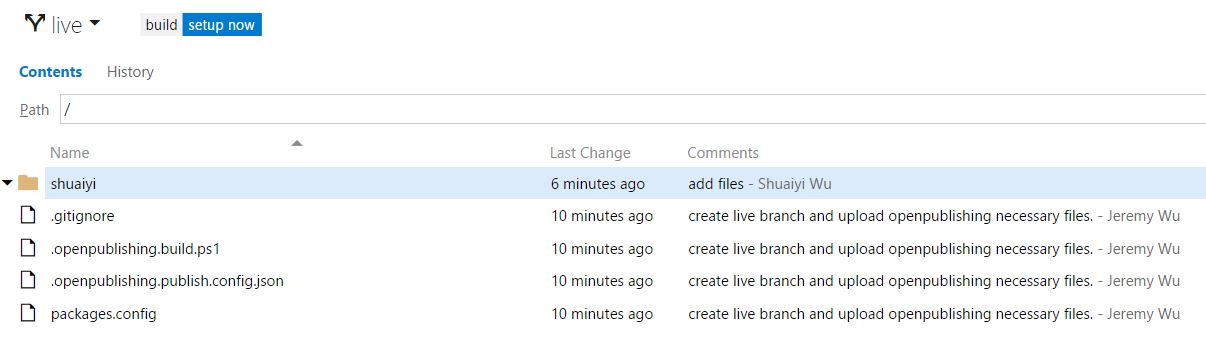 live build setup now
Contents History
Path /
Name Last Change Comments
shuaiyi 6 minutes ago add files - Shuaiyi Wu
.gitignore 10 minutes ago create live branch and upload openpublishing necessary files. - Jeremy Wu
.openpublishing.build.ps1 10 minutes ago create live branch and upload openpublishing necessary files. - Jeremy Wu
.openpublishing.publish.config.json 10 minutes ago create live branch and upload openpublishing necessary files. - Jeremy Wu
packages.config 10 minutes ago create live branch and upload openpublishing necessary files. - Jeremy Wu